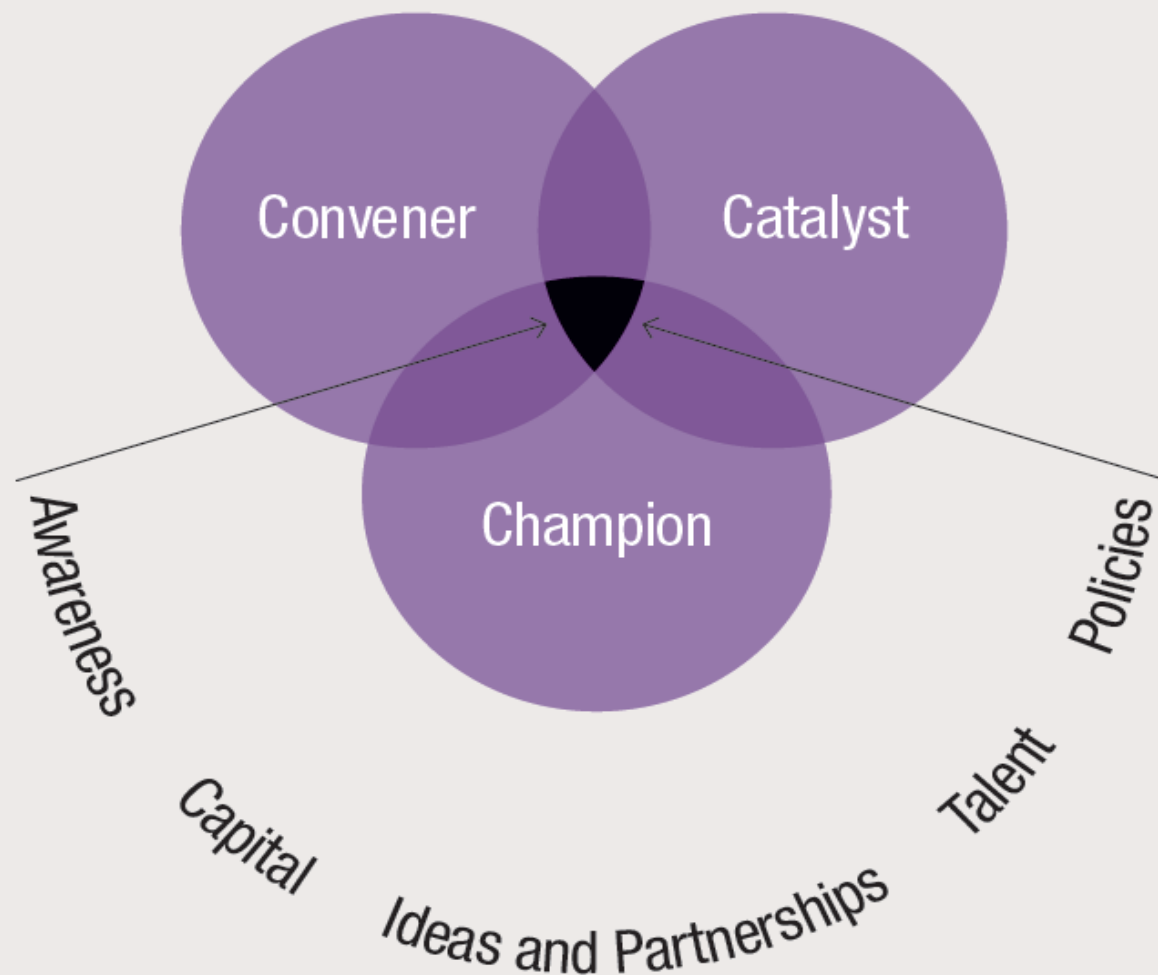 Convener
Catalyst
Champion
Awareness
Capital
Ideas and Partnerships
Talent
Policies